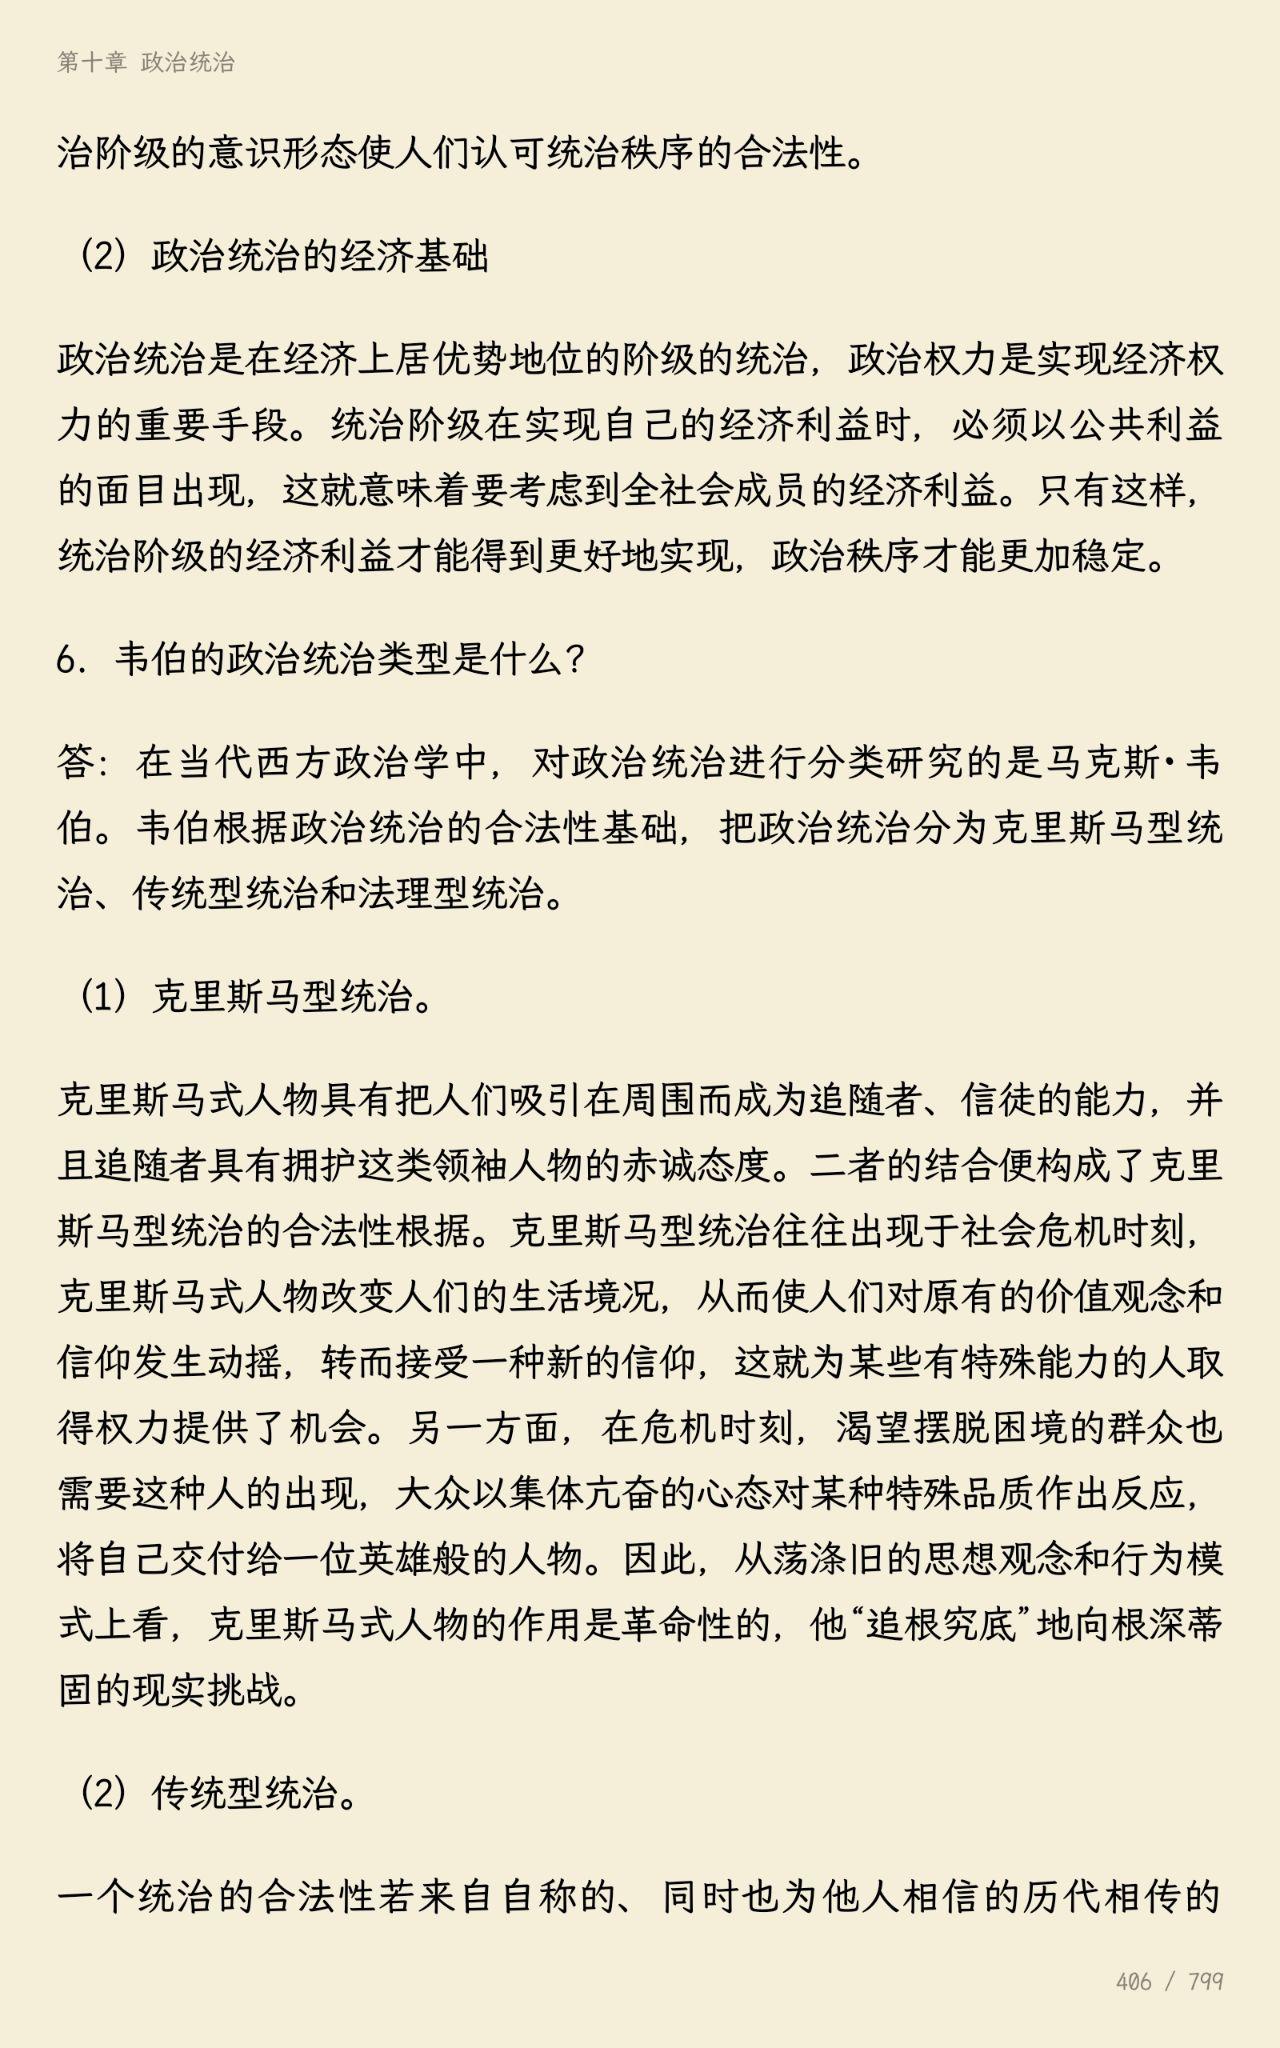 第十章 政治统治
治阶级的意识形态使人们认可统治秩序的合法性。
（2）政治统治的经济基础
政治统治是在经济上居优势地位的阶级的统治，政治权力是实现经济权
力的重要手段。统治阶级在实现自己的经济利益时，必须以公共利益
的面目出现，这就意味着要考虑到全社会成员的经济利益。只有这样，
统治阶级的经济利益才能得到更好地实现，政治秩序才能更加稳定。
6．韦伯的政治统治类型是什么？
答：在当代西方政治学中，对政治统治进行分类研究的是马克斯•韦
伯。韦伯根据政治统治的合法性基础，把政治统治分为克里斯马型统
治、传统型统治和法理型统治。
（1）克里斯马型统治。
克里斯马式人物具有把人们吸引在周围而成为追随者、信徒的能力，并
且追随者具有拥护这类领袖人物的赤诚态度。二者的结合便构成了克里
斯马型统治的合法性根据。克里斯马型统治往往出现于社会危机时刻，
克里斯马式人物改变人们的生活境况，从而使人们对原有的价值观念和
信仰发生动摇，转而接受一种新的信仰，这就为某些有特殊能力的人取
得权力提供了机会。另一方面，在危机时刻，渴望摆脱困境的群众也
需要这种人的出现，大众以集体亢奋的心态对某种特殊品质作出反应，
将自己交付给一位英雄般的人物。因此，从荡涤旧的思想观念和行为模
式上看，克里斯马式人物的作用是革命性的，他“追根究底”地向根深蒂
固的现实挑战。
（2）传统型统治。
一个统治的合法性若来自自称的、同时也为他人相信的历代相传的
406 / 799